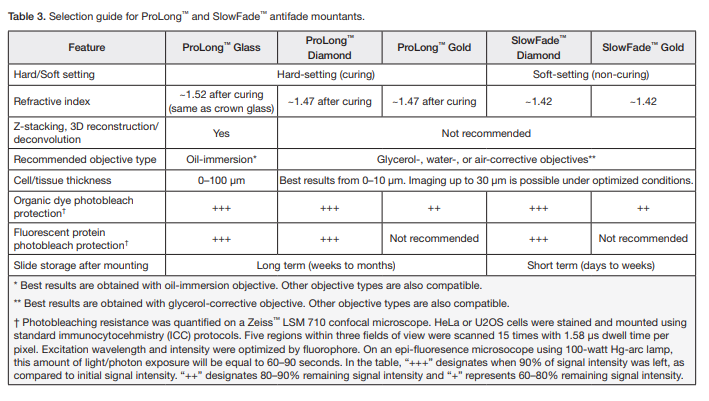 Table 3. Selection guide for ProLong™ and SlowFade™ antifade mountants.
Feature
ProLong™ Glass
ProLong™
Diamond
ProLong™ Gold
SlowFade™
Diamond
SlowFade™ Gold
Hard/Soft setting
Hard-setting (curing)
Soft-setting (non-curing)
Refractive index
~1.52 after curing
(same as crown glass)
~1.47 after curing
~1.47 after curing
~1.42
~1.42
Z-stacking, 3D reconstruction/
deconvolution
Yes
Not recommended
Recommended objective type
Oil-immersion*
Glycerol-, water-, or air-corrective objectives**
Cell/tissue thickness
0–100 µm
Best results from 0–10 µm. Imaging up to 30 µm is possible under optimized conditions.
Organic dye photobleach
protection†
+++
+++
++
+++
++
Fluorescent protein
photobleach protection†
+++
+++
Not recommended
+++
Not recommended
Slide storage after mounting
Long term (weeks to months)
Short term (days to weeks)
* Best results are obtained with oil-immersion objective. Other objective types are also compatible.
** Best results are obtained with glycerol-corrective objective. Other objective types are also compatible.
† Photobleaching resistance was quantified on a Zeiss™ LSM 710 confocal microscope. HeLa or U2OS cells were stained and mounted using
standard immunocytocehmistry (ICC) protocols. Five regions within three fields of view were scanned 15 times with 1.58 µs dwell time per
pixel. Excitation wavelength and intensity were optimized by fluorophore. On an epi-fluoresence microsocope using 100-watt Hg-arc lamp,
this amount of light/photon exposure will be equal to 60–90 seconds. In the table, “+++” designates when 90% of signal intensity was left, as
compared to initial signal intensity. “++” designates 80–90% remaining signal intensity and “+” represents 60–80% remaining signal intensity.